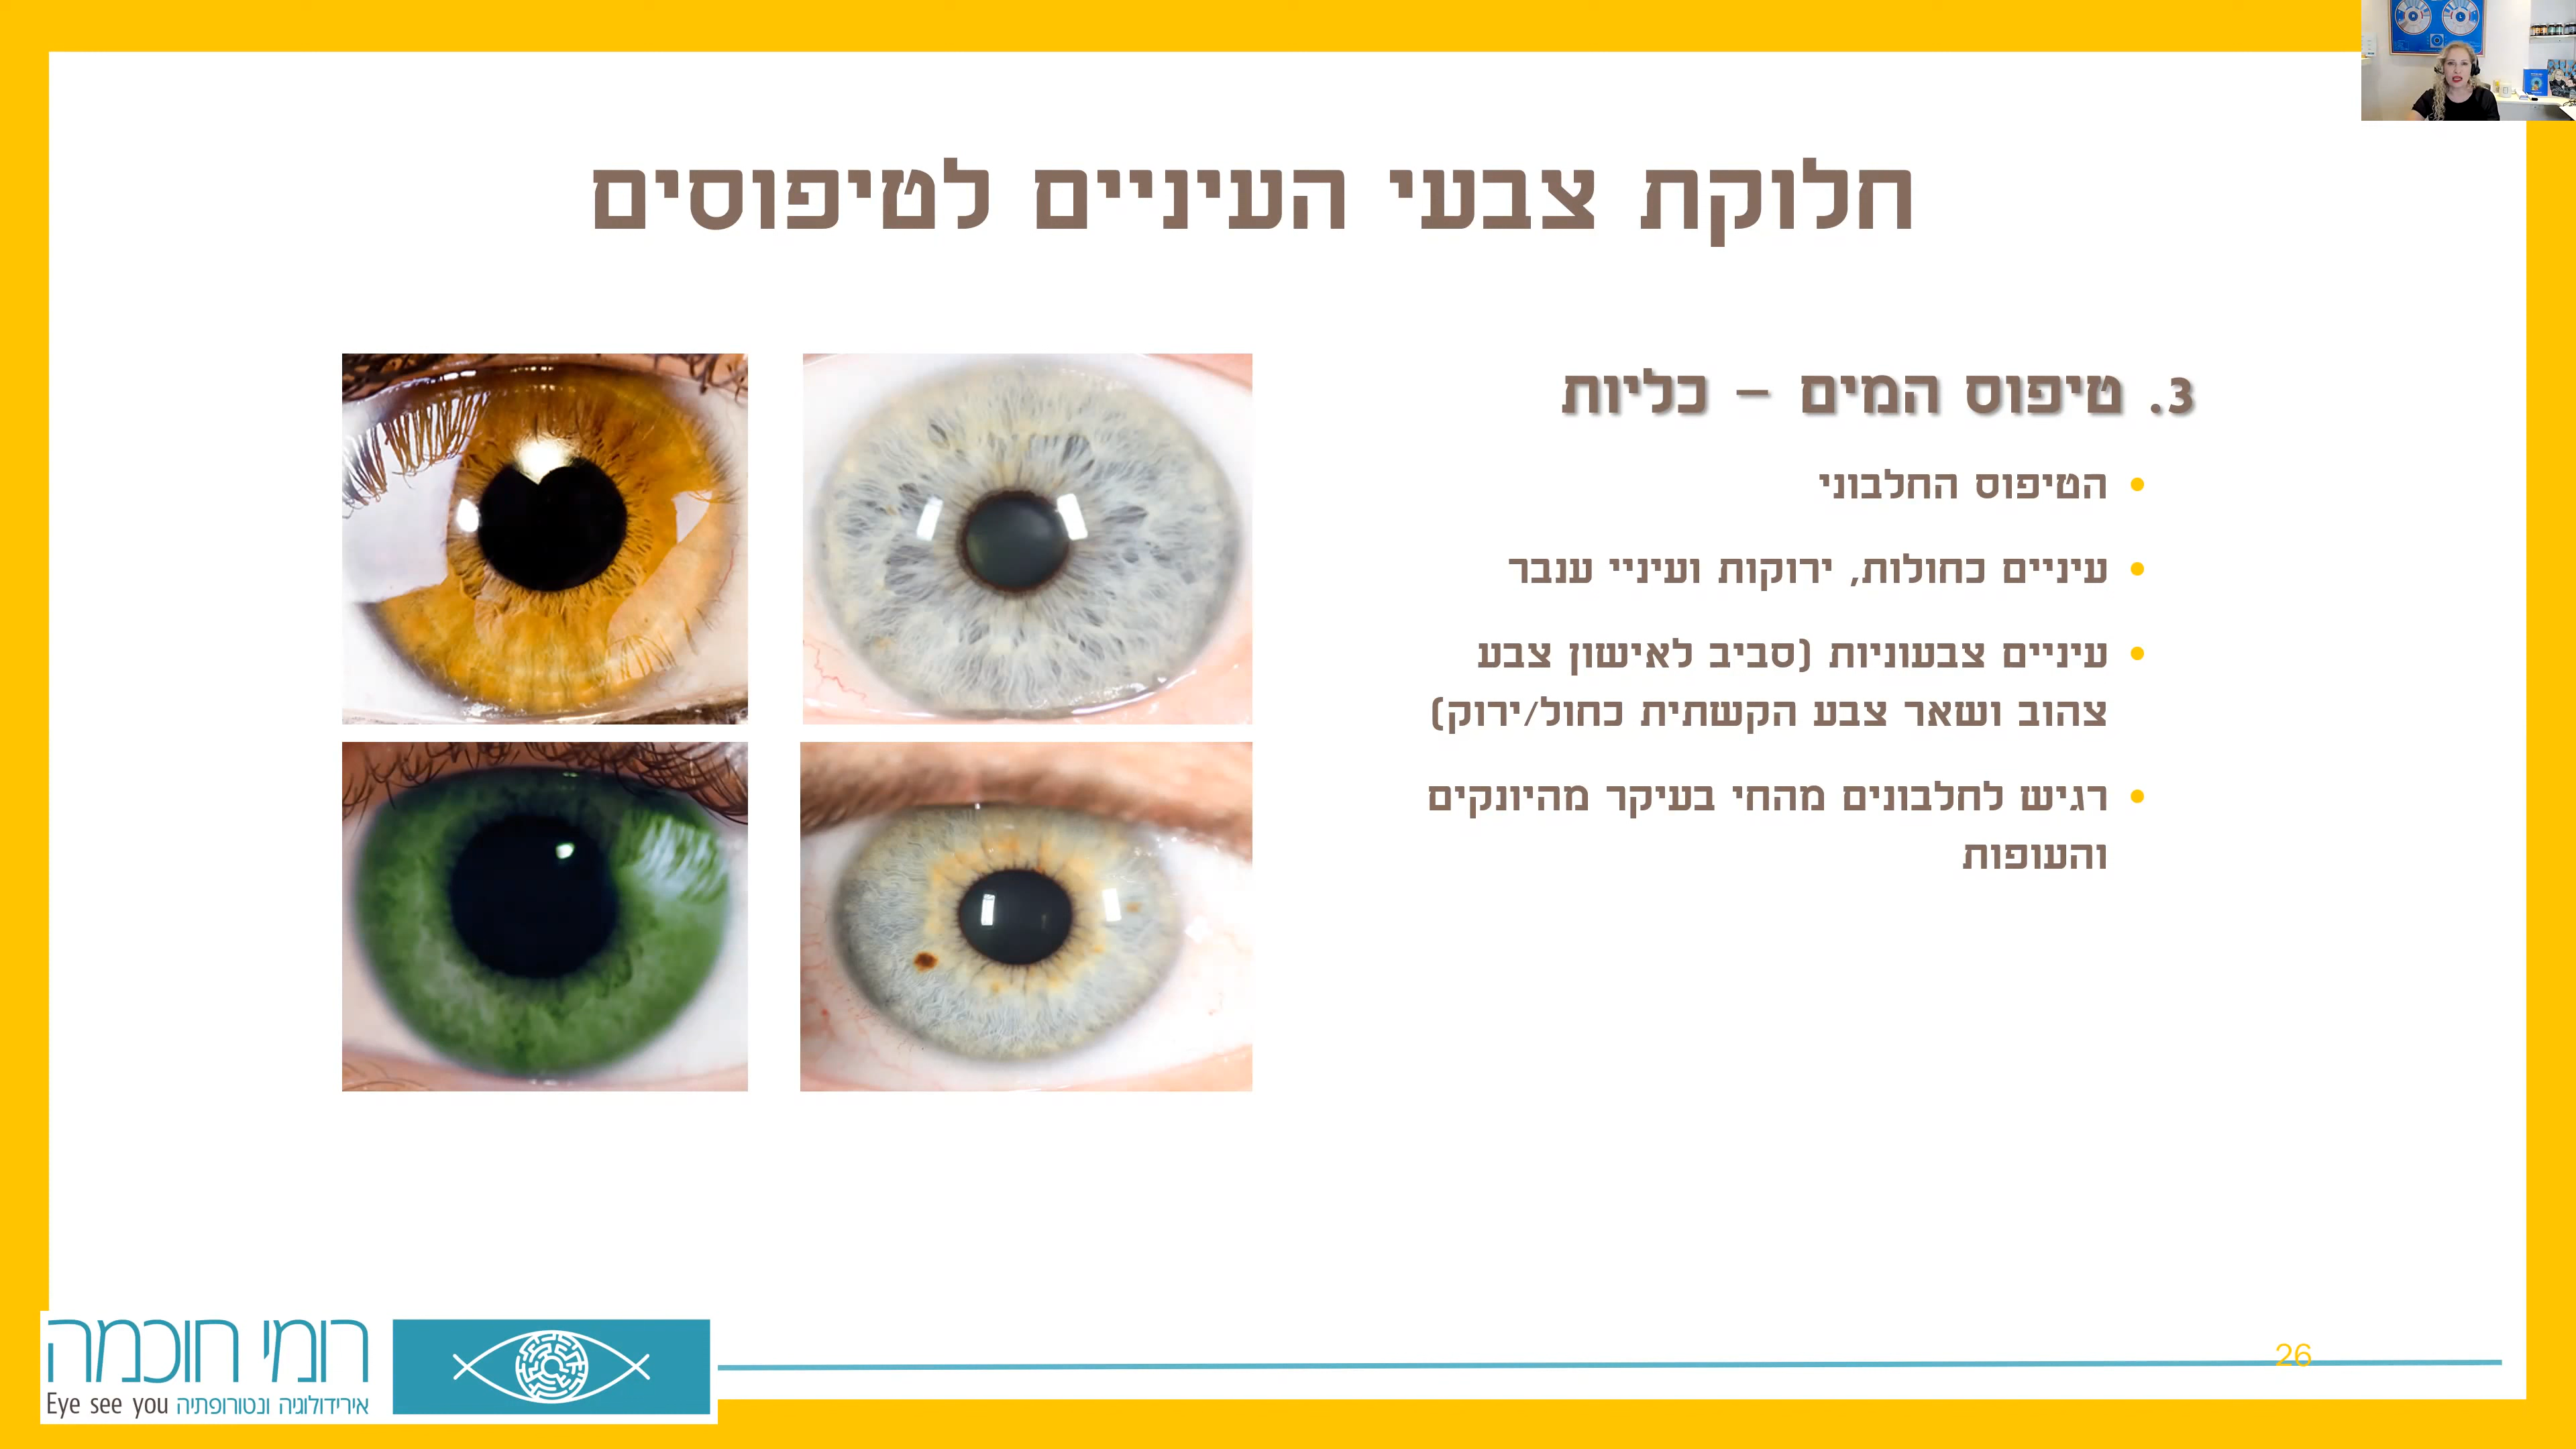 חלוקת צבעי העיניים לטיפוסים
3. טיפוס המים – כליות
• הטיפוס החלבוני
• עיניים כחולות, ירוקות ועיניי ענבר
• עיניים צבעוניות (סביב לאישון צבע
צהוב ושאר צבע הקשתית כחול/ירוק)
• רגיש לחלבונים מהחי בעיקר מהיונקים
והעופות
רומי חוכמה
אירידולוגיה ונטורופתיה Eye see you
26